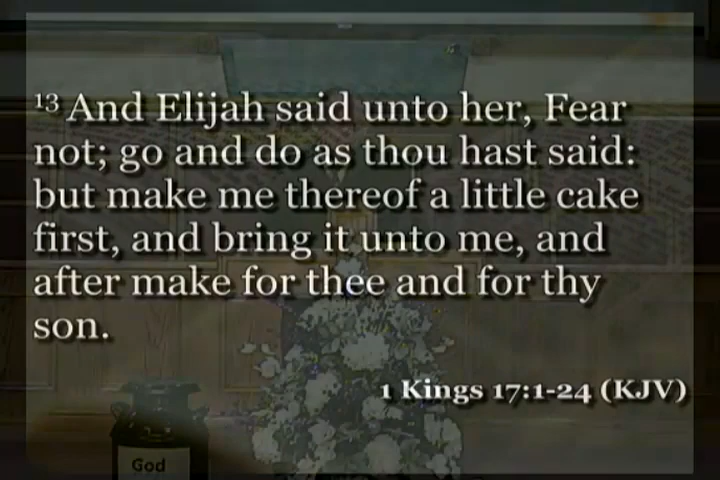 13 And Elijah said unto her, Fear
not; go and do as thou hast said:
but make me thereof a little cake
first, and bring it unto me, and
after make for thee and for thy
son.
1 Kings 17:1-24 (KJV)
God